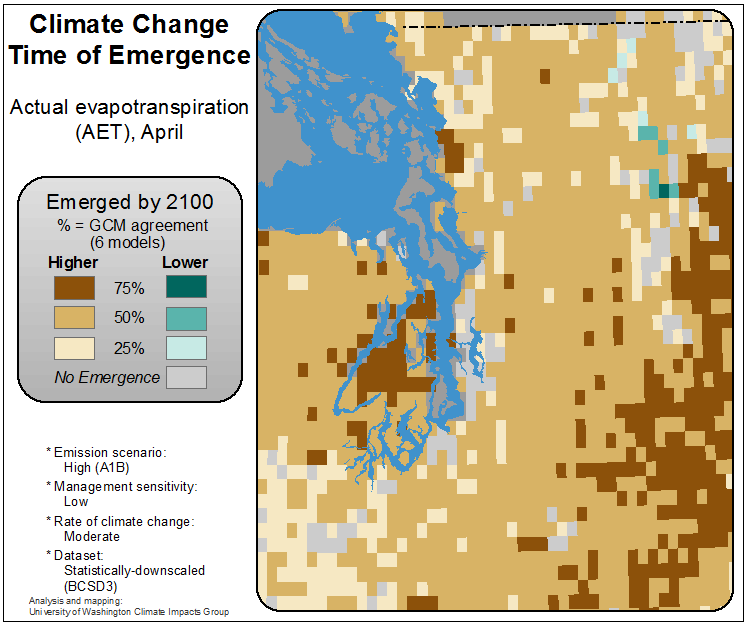 Climate Change
Time of Emergence
Actual evapotranspiration
(AET), April
Emerged by 2100
% = GCM agreement
(6 models)
Higher Lower
75%
50%
25%
No Emergence
* Emission scenario:
High (A1B)
* Management sensitivity:
Low
* Rate of climate change:
Moderate
* Dataset:
Statistically-downscaled
(BCSD3)
Analysis and mapping:
University of Washington Climate Impacts Group